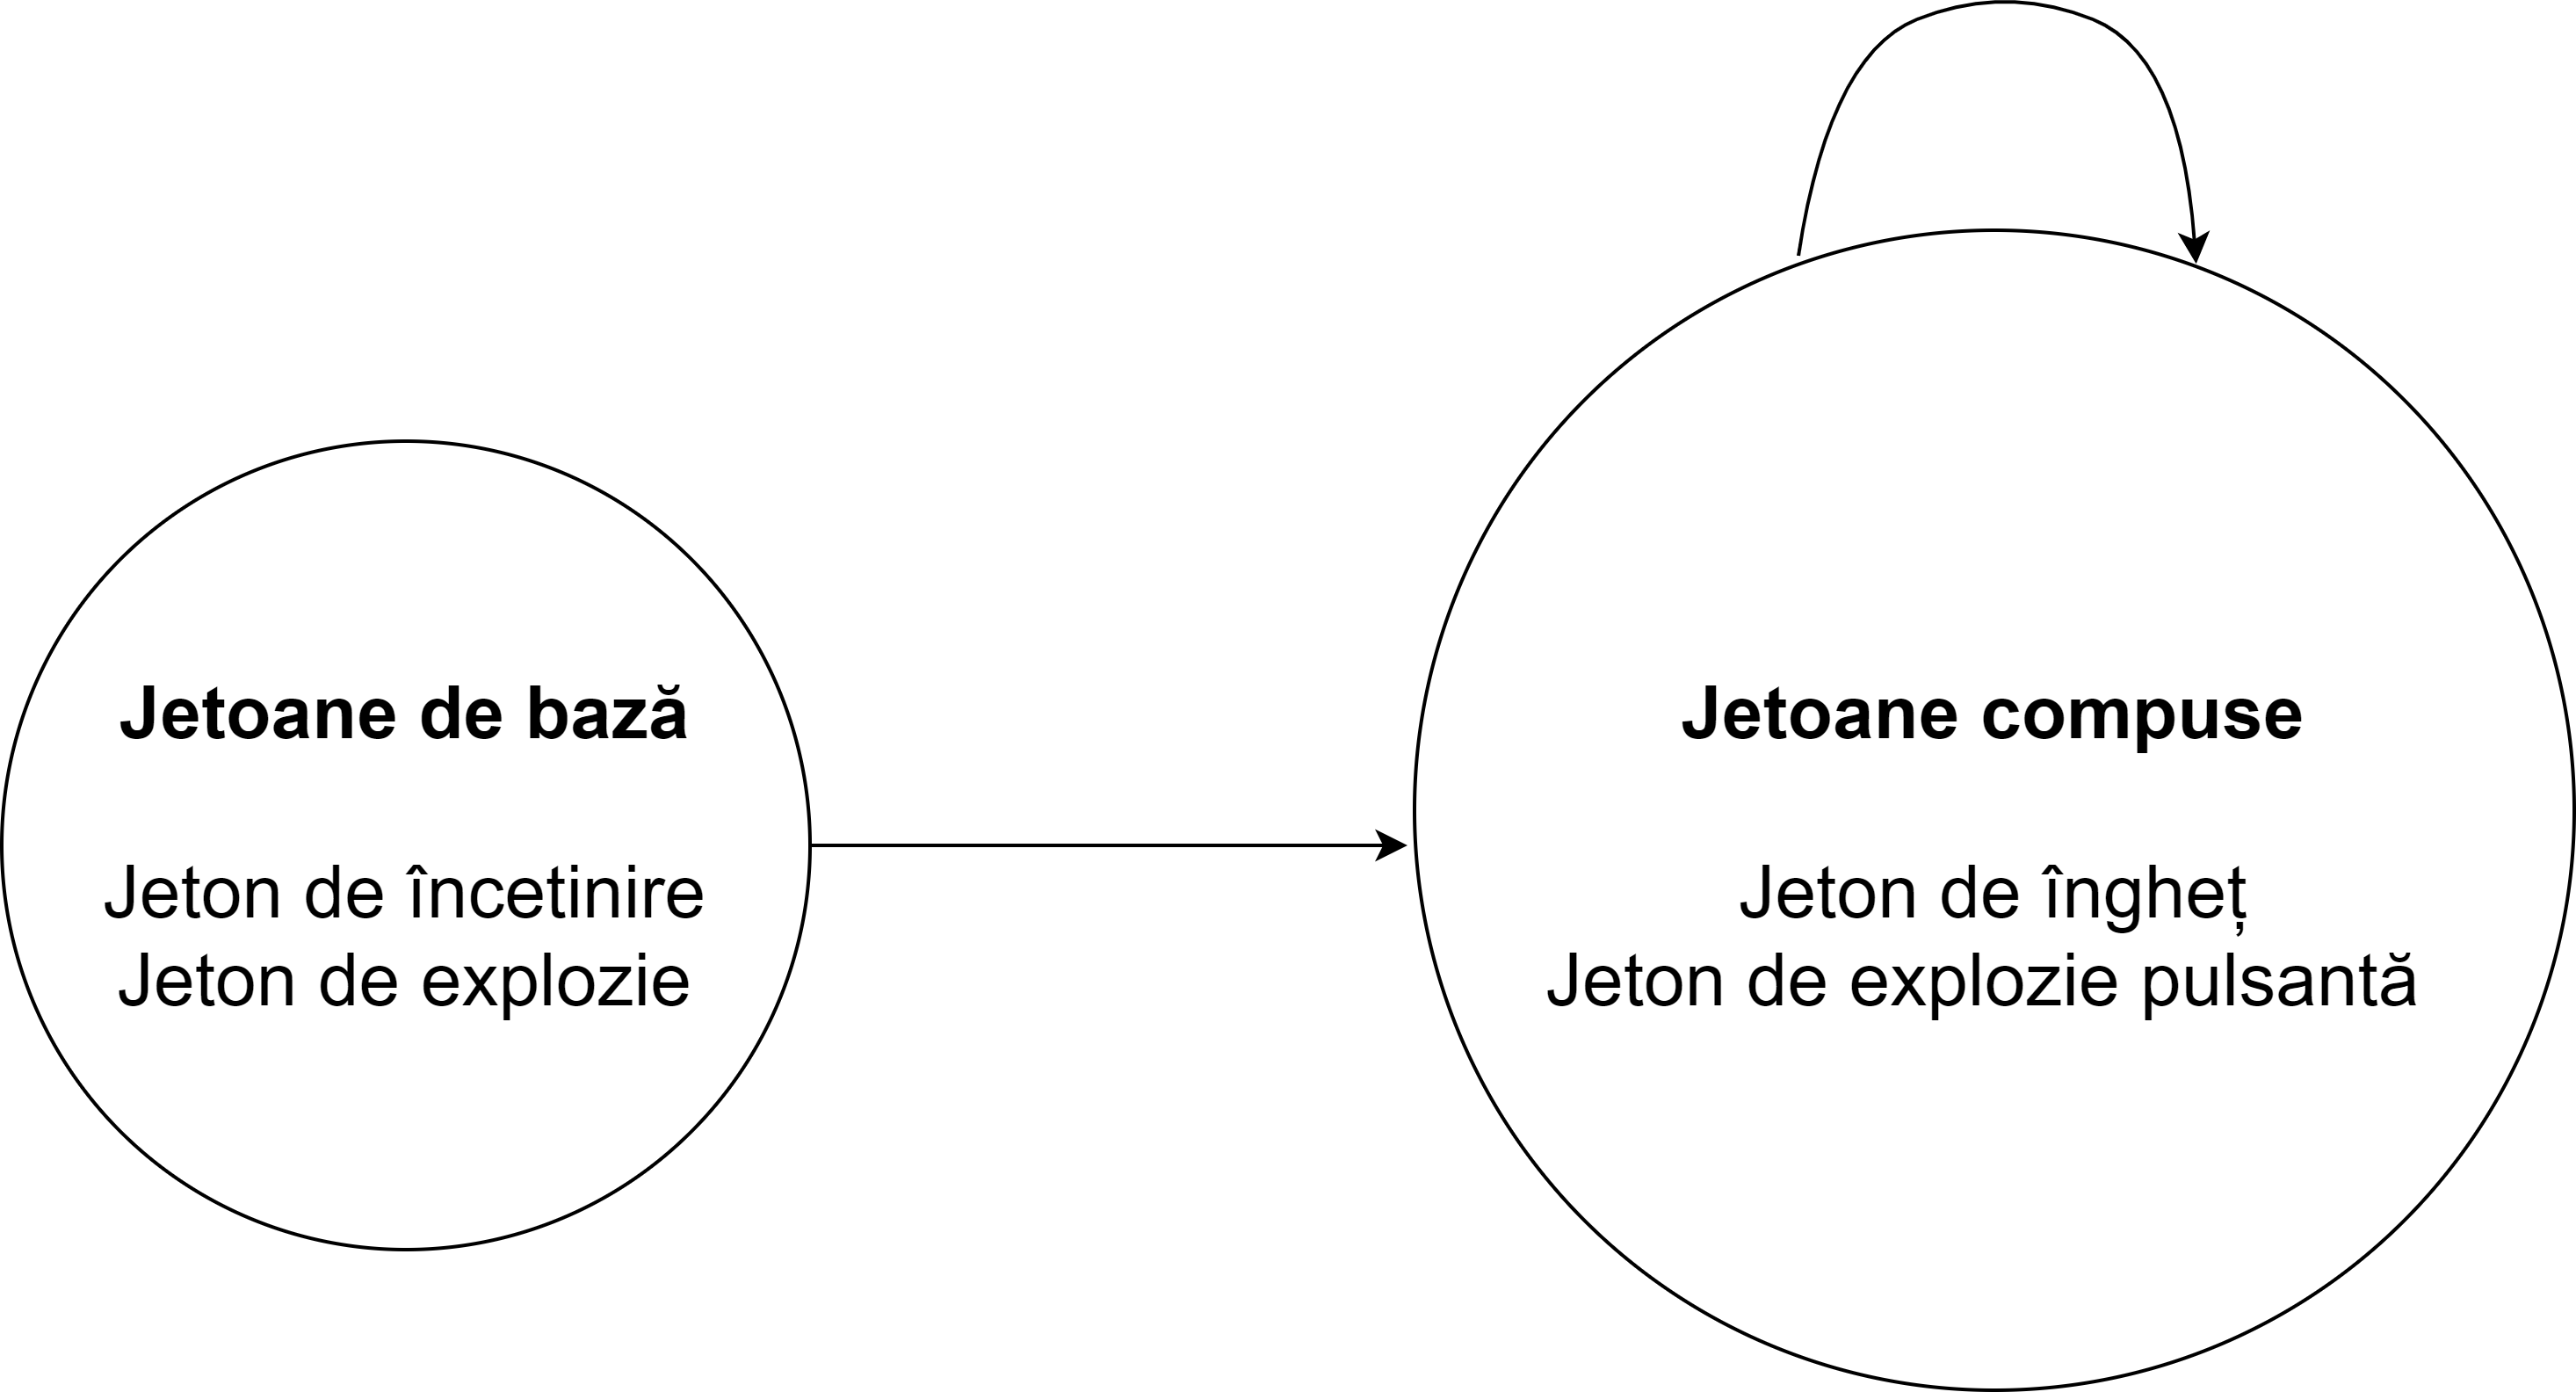 Jetoane de bază
Jeton de încetinire
Jeton de explozie
Jetoane compuse
Jeton de îngheț
Jeton de explozie pulsantă